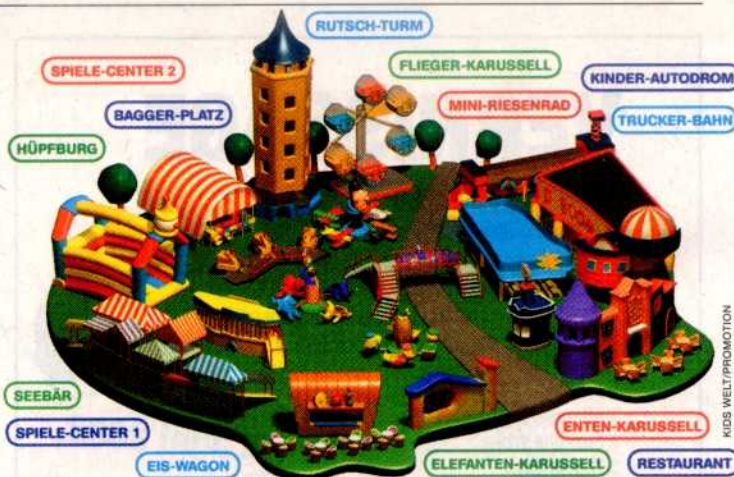 RUTSCH-TURM
SPIELE-CENTER 2
FLIEGER-KARUSSELL
KINDER-AUTODROM
BAGGER-PLATZ
MINI-RIESENRAD
TRUCKER-BAHN
HÜPFBURG
SEEBÄR
SPIELE-CENTER 1
ENTEN-KARUSSELL
EIS-WAGON
ELEFANTEN-KARUSSELL
RESTAURANT
KIDS WELT/PROMOTION